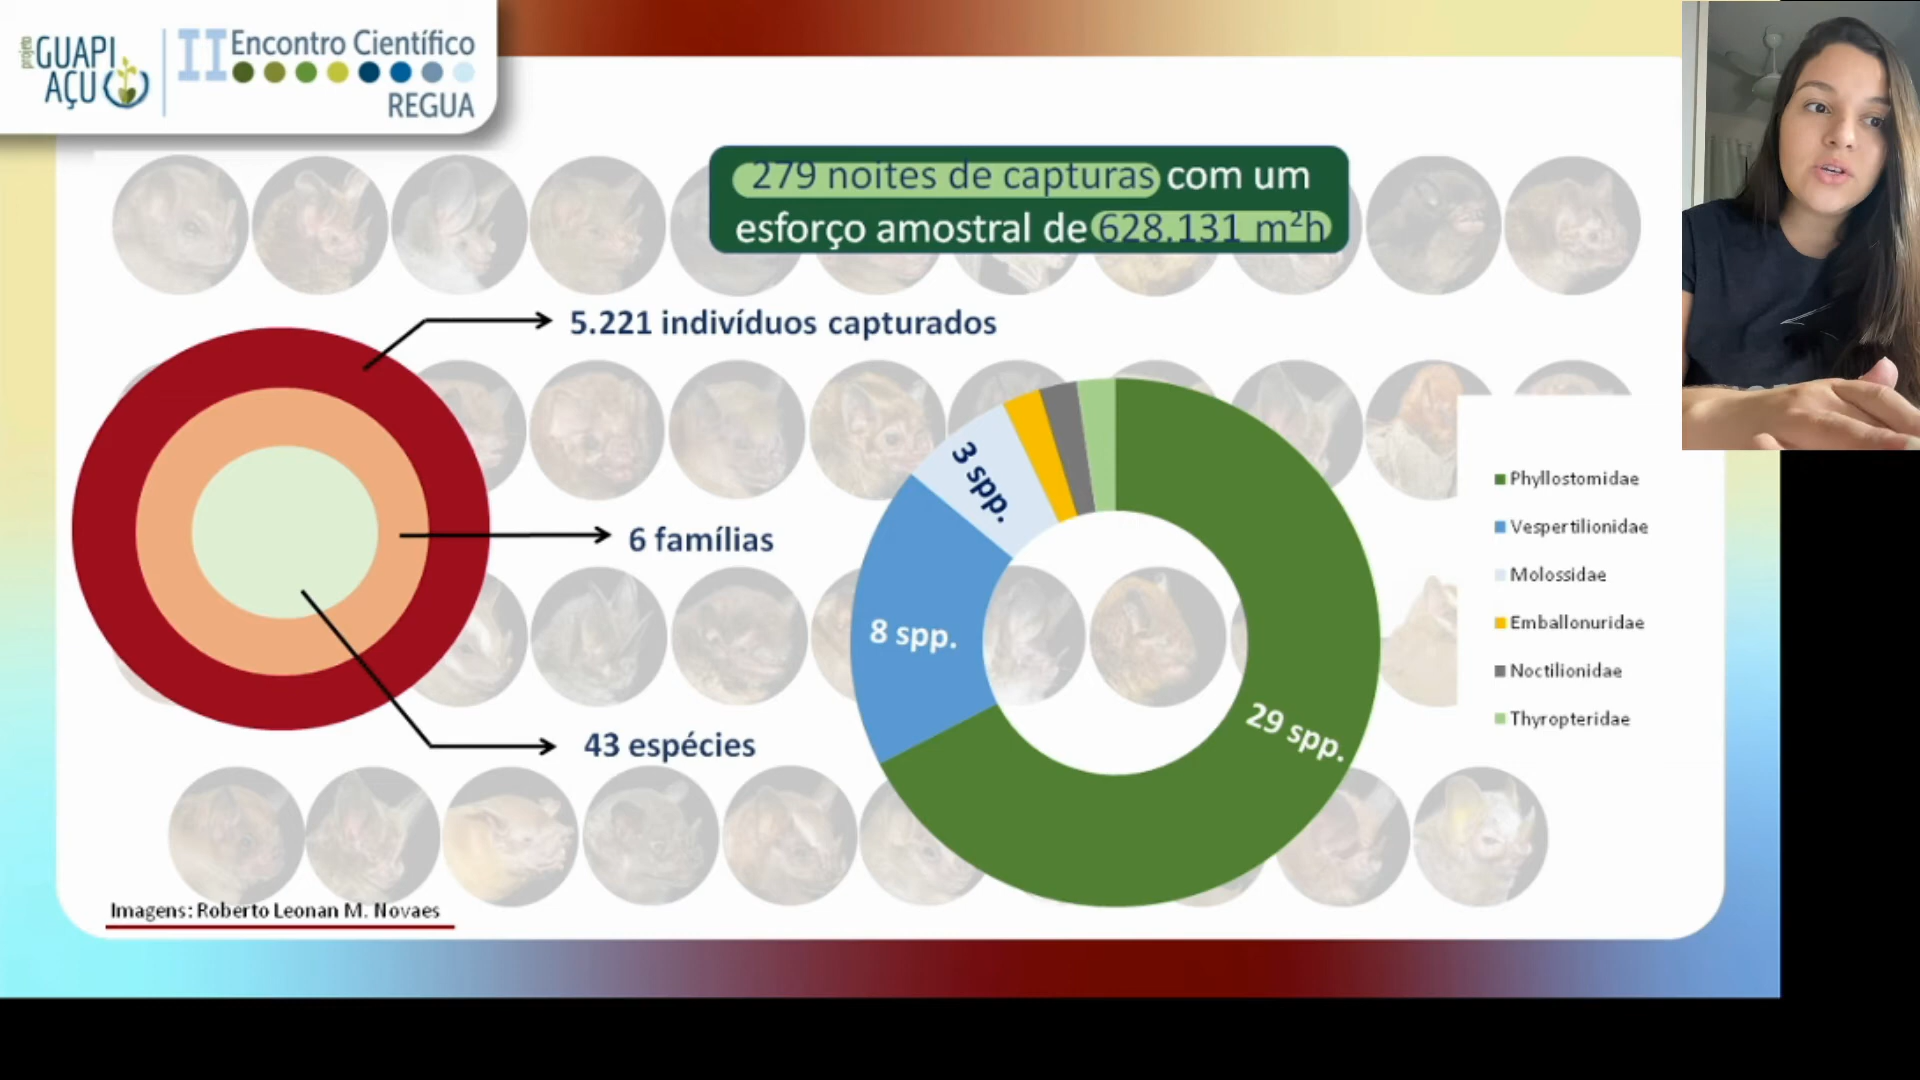 projeto
GUAPI
AÇU
II Encontro Científico
REGUA
279 noites de capturas com um
esforço amostral de 628.131 m²h
5.221 indivíduos capturados
6 famílias
43 espécies
3 spp.
8 spp.
29 spp.
Phyllostomidae
Vespertilionidae
Molossidae
Emballonuridae
Noctilionidae
Thyropteridae
Imagens: Roberto Leonan M. Novaes